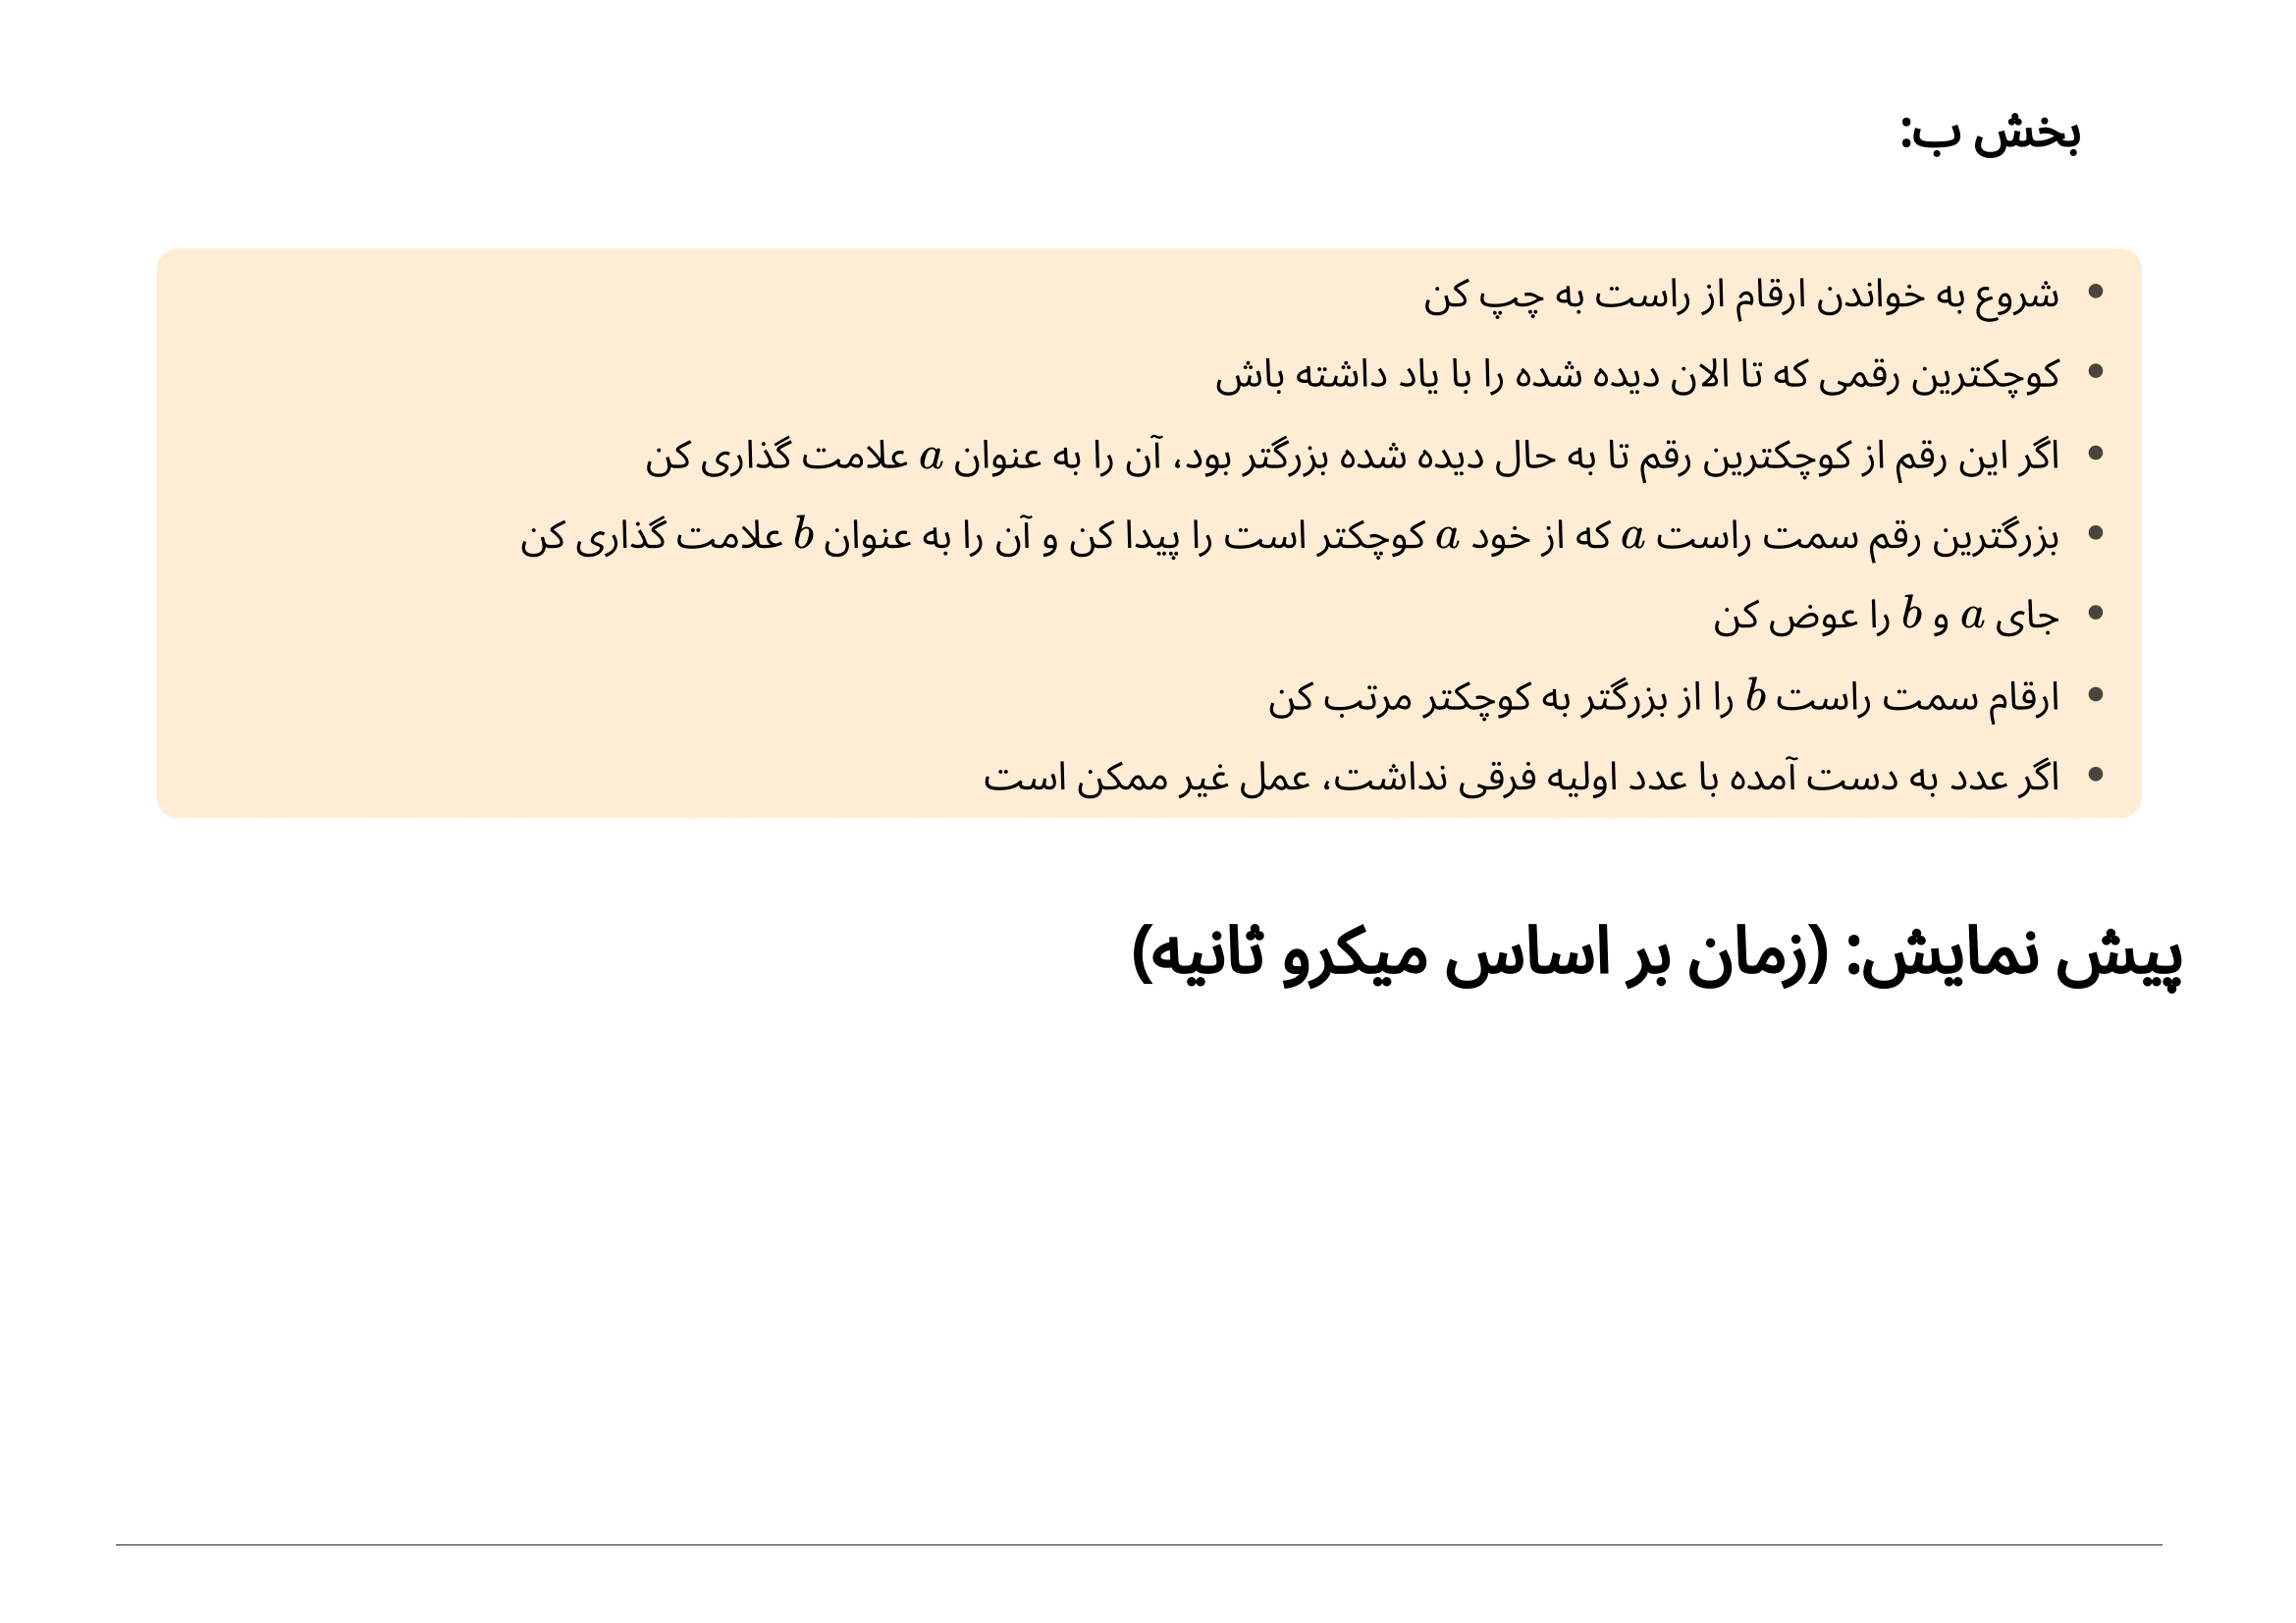 بخش ب:
شروع به خواندن ارقام از راست به چپ کن
کوچکترین رقمی که تا الان دیده شده را با یاد داشته باش
اگر این رقم از کوچکترین رقم تا به حال دیده شده بزرگتر بود، آن را به عنوان a علامت گذاری کن
بزرگترین رقم سمت راست a که از خود a کوچکتر است را پیدا کن و آن را به عنوان b علامت گذاری کن
جای a و b را عوض کن
ارقام سمت راست b را از بزرگتر به کوچکتر مرتب کن
اگر عدد به دست آمده با عدد اولیه فرقی نداشت، عمل غیر ممکن است
پیش نمایش: (زمان بر اساس میکرو ثانیه)